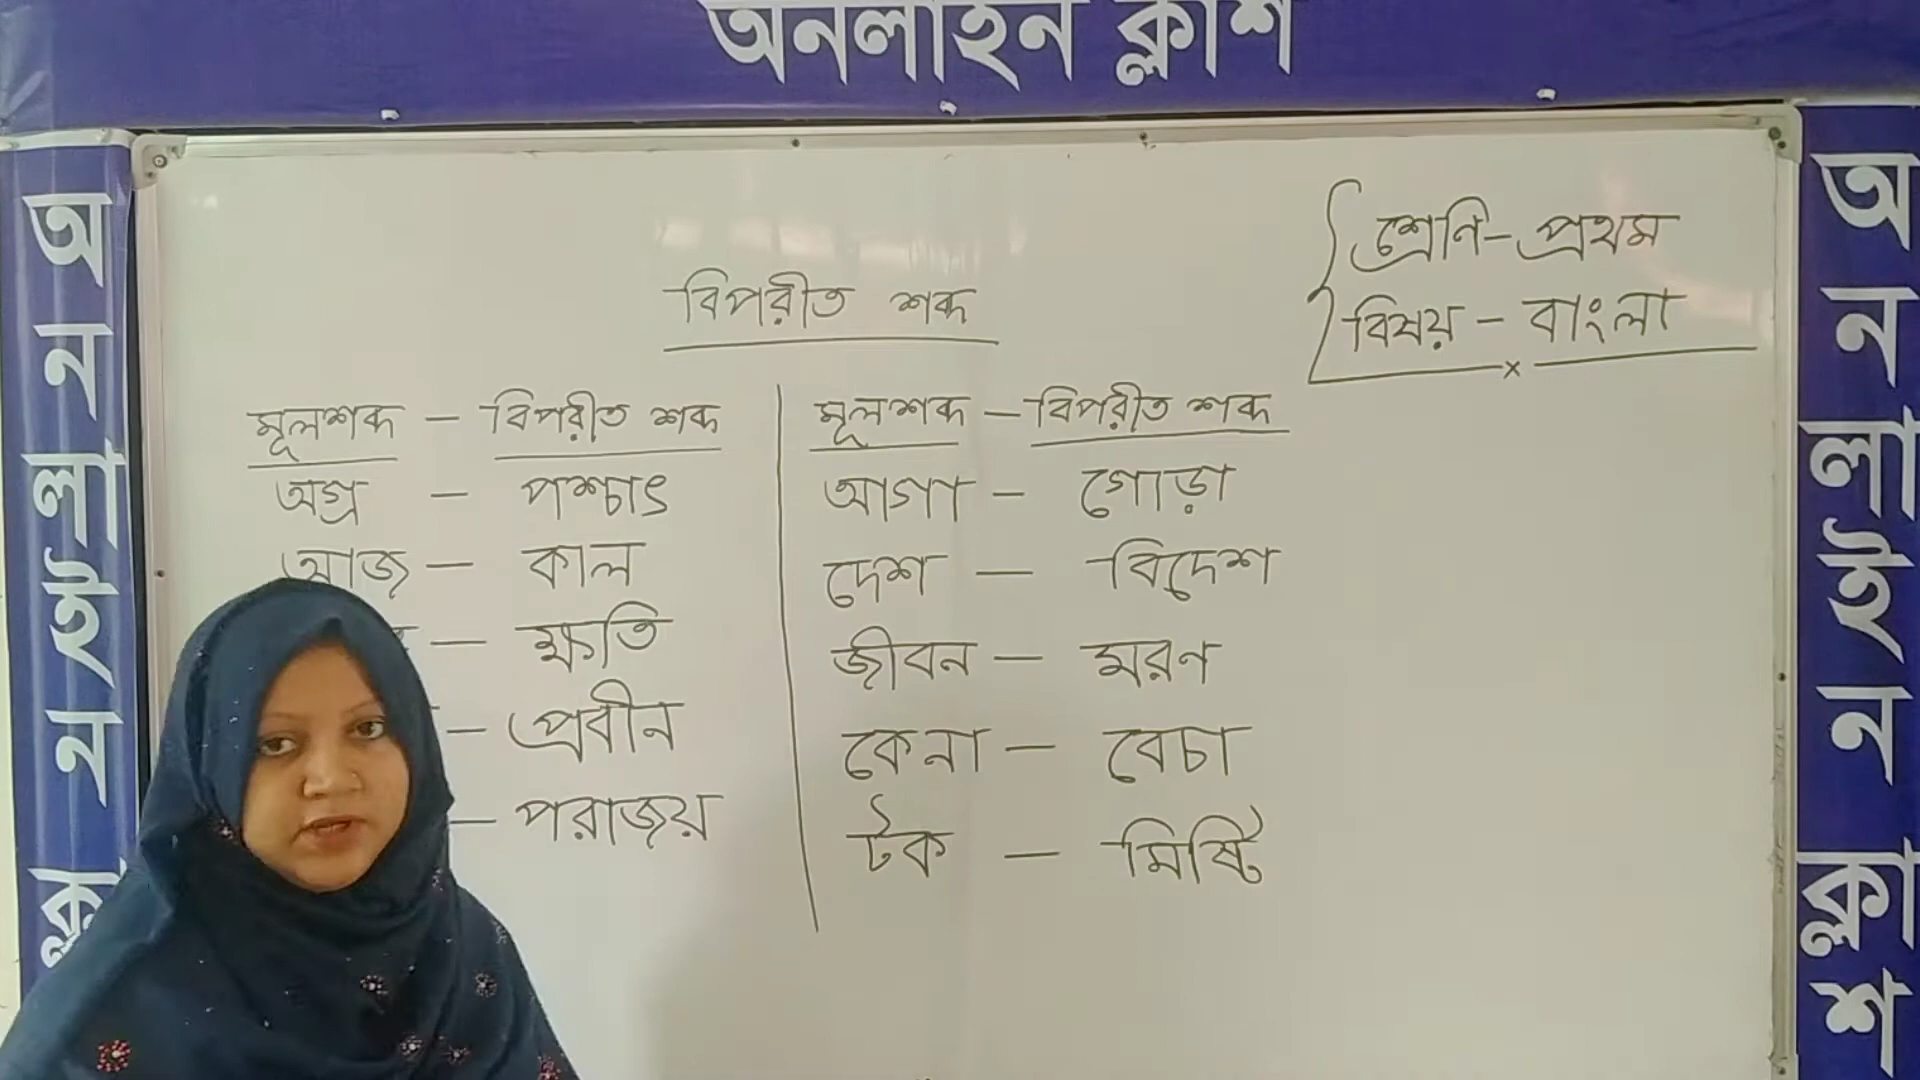 অনলাইন ক্লাশ
শ্রেণি - প্রথম
বিষয় - বাংলা
x
বিপরীত শব্দ
মূলশব্দ - বিপরীত শব্দ
অগ্র - পশ্চাৎ
আজ - কাল
- ক্ষতি
- প্রবীন
- পরাজয়
মূলশব্দ - বিপরীত শব্দ
আগা - গোড়া
দেশ - বিদেশ
জীবন - মরণ
কেনা - বেচা
টক - মিষ্টি
অনলাইন ক্লা
অনলাইন ক্লাশ